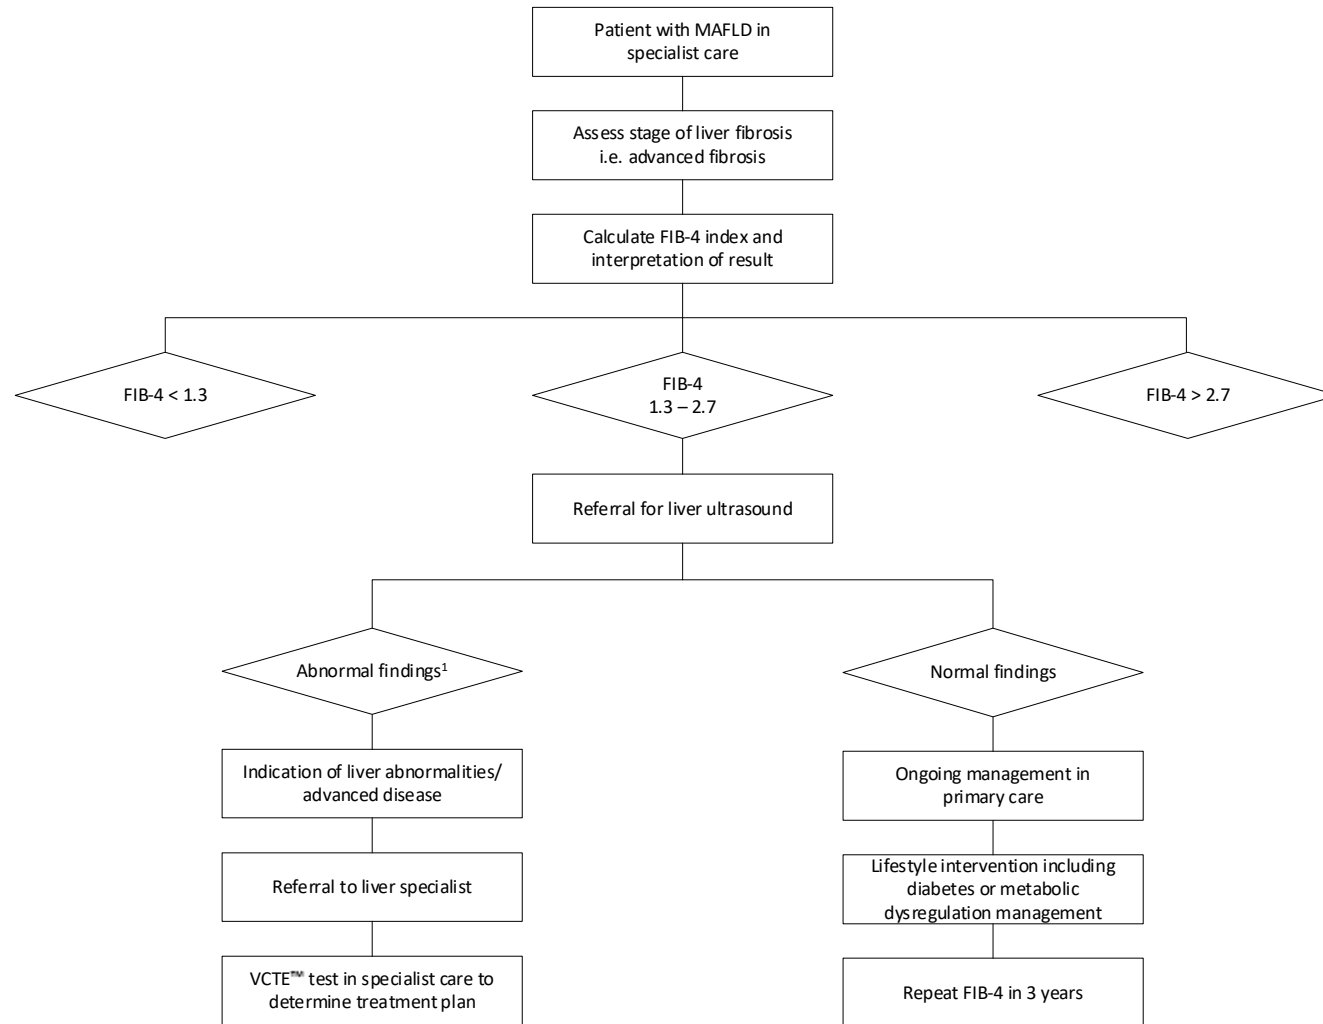 Patient with MAFLD in
specialist care
Assess stage of liver fibrosis
i.e. advanced fibrosis
Calculate FIB-4 index and
interpretation of result
FIB-4 < 1.3
FIB-4
1.3 – 2.7
FIB-4 > 2.7
Referral for liver ultrasound
Abnormal findings¹
Normal findings
Indication of liver abnormalities/
advanced disease
Ongoing management in
primary care
Referral to liver specialist
Lifestyle intervention including
diabetes or metabolic
dysregulation management
VCTE™ test in specialist care to
determine treatment plan
Repeat FIB-4 in 3 years